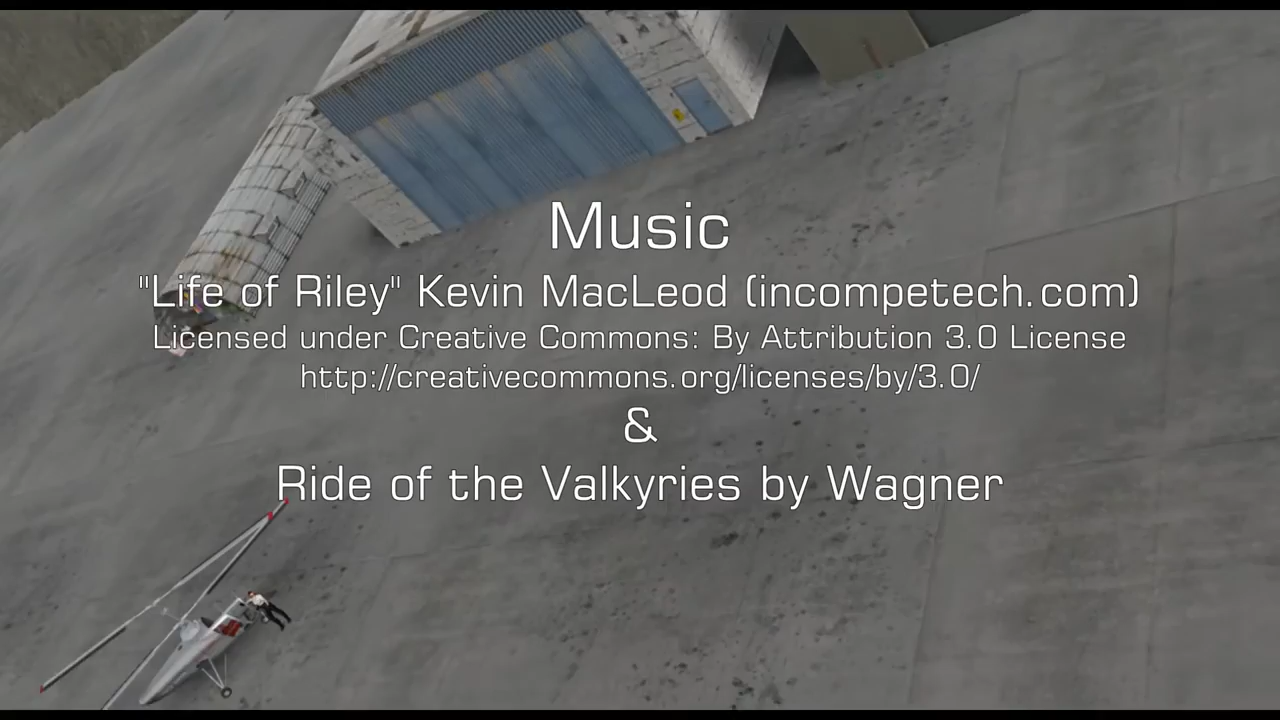 Music
"Life of Riley" Kevin MacLeod (incompetech.com)
Licensed under Creative Commons: By Attribution 3.0 License
http://creativecommons.org/licenses/by/3.0/
&
Ride of the Valkyries by Wagner